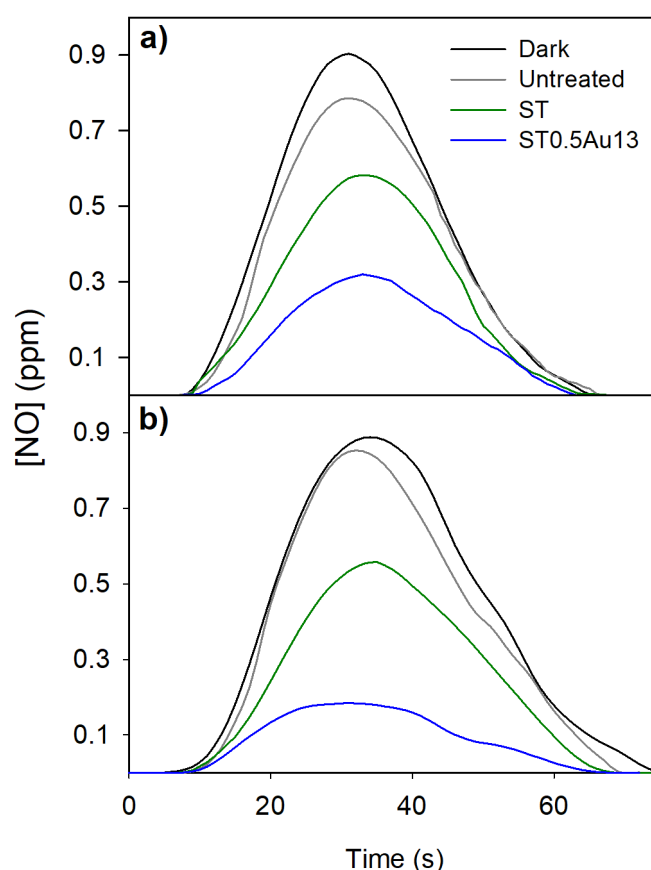 a)
Dark
Untreated
ST
ST0.5Au13
0.9
0.7
0.5
0.3
0.1
[NO] (ppm)
b)
0.9
0.7
0.5
0.3
0.1
0 20 40 60
Time (s)